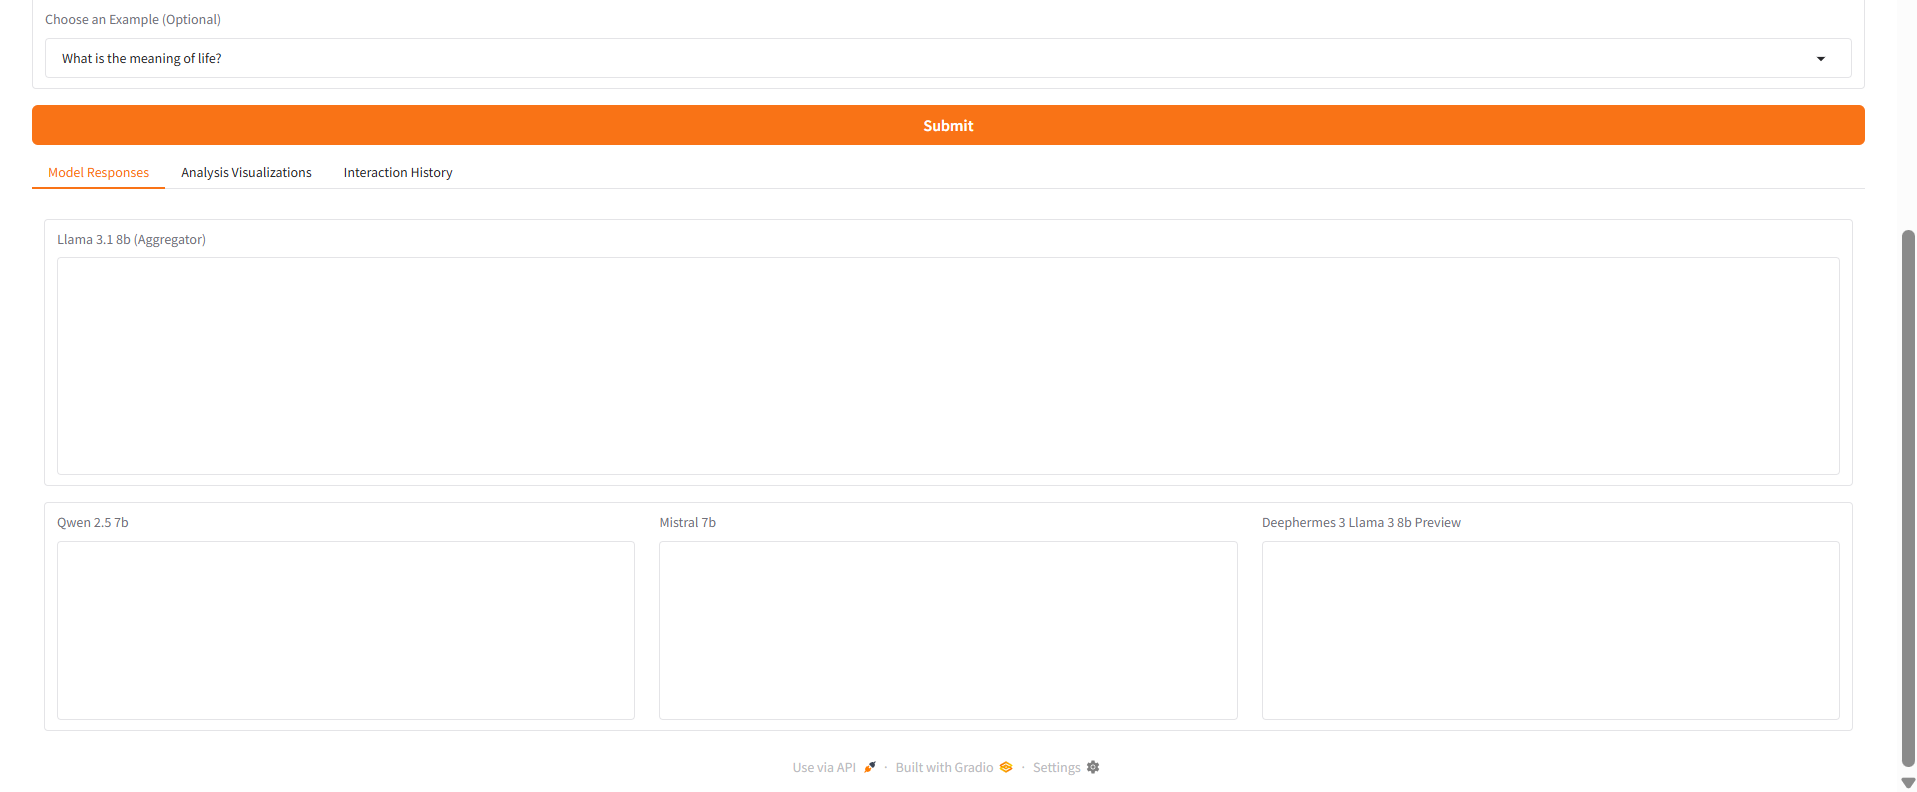 Choose an Example (Optional)
What is the meaning of life?
Submit
Model Responses Analysis Visualizations Interaction History
Llama 3.1 8b (Aggregator)
Qwen 2.5 7b Mistral 7b Deephermes 3 Llama 3 8b Preview
Use via API · Built with Gradio · Settings